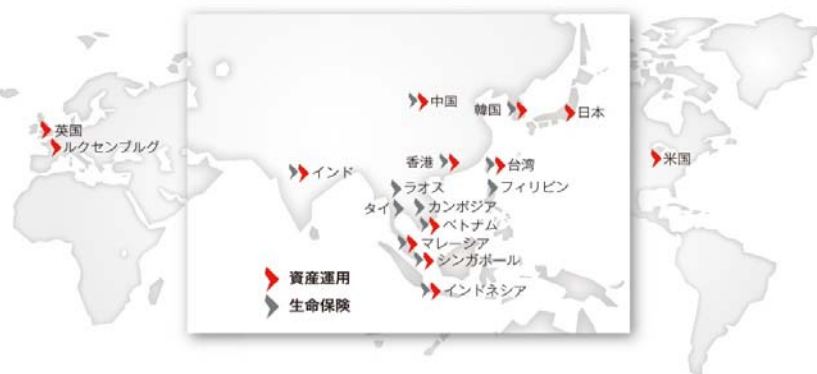 中国
韓国
日本
英国
ルクセンブルグ
香港
台湾
米国
インド
ラオス
フィリピン
タイ
カンボジア
ベトナム
マレーシア
シンガポール
資産運用
インドネシア
生命保険